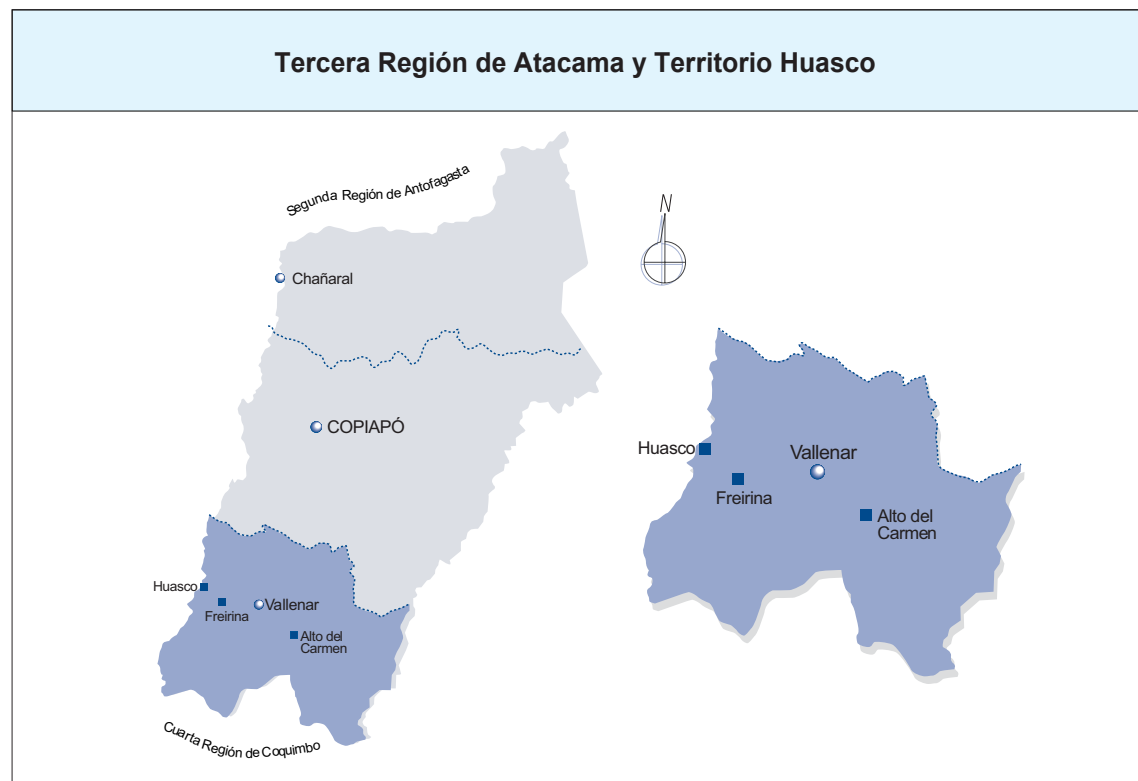 Tercera Región de Atacama y Territorio Huasco
Segunda Región de Antofagasta
N
Chañaral
COPIAPÓ
Huasco
Freirina
Vallenar
Alto del
Carmen
Cuarta Región de Coquimbo
Huasco
Freirina
Vallenar
Alto del
Carmen